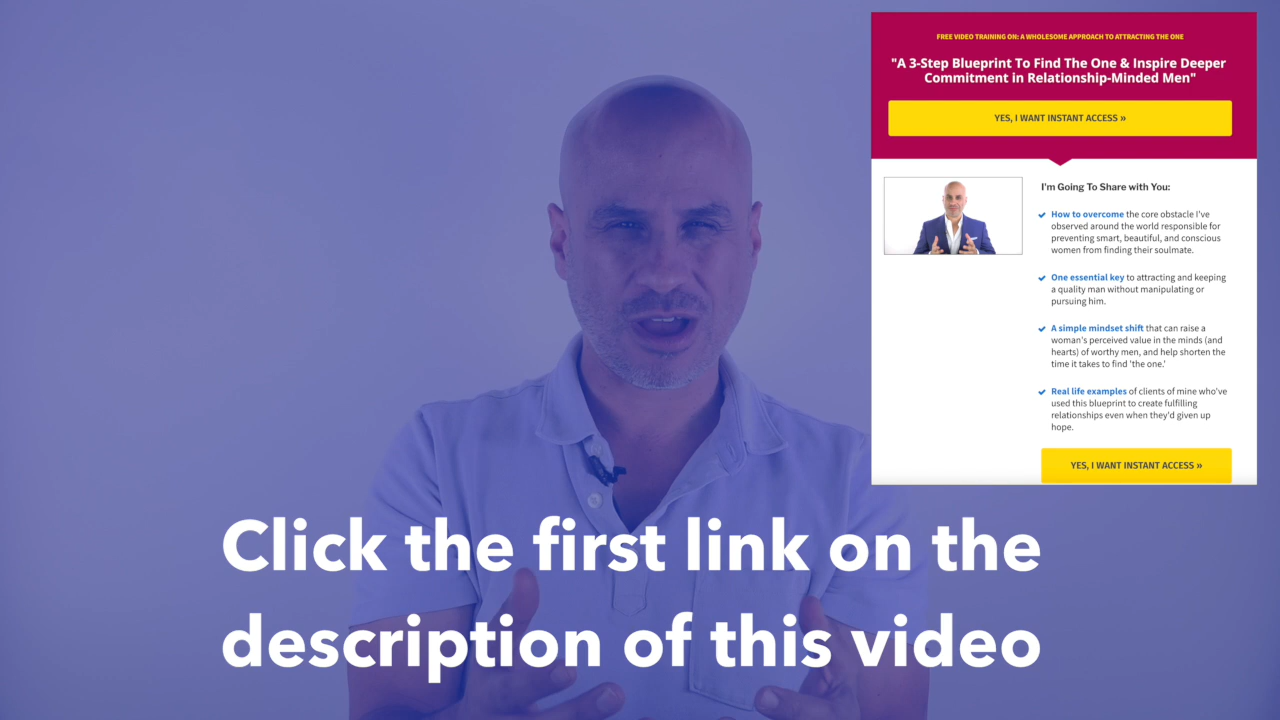 FREE VIDEO TRAINING ON: A WHOLESOME APPROACH TO ATTRACTING THE ONE
"A 3-Step Blueprint To Find The One & Inspire Deeper
Commitment in Relationship-Minded Men"
YES, I WANT INSTANT ACCESS »
I'm Going To Share with You:
How to overcome the core obstacle I've
observed around the world responsible for
preventing smart, beautiful, and conscious
women from finding their soulmate.
One essential key to attracting and keeping
a quality man without manipulating or
pursuing him.
A simple mindset shift that can raise a
woman's perceived value in the minds (and
hearts) of worthy men, and help shorten the
time it takes to find 'the one.'
Real life examples of clients of mine who've
used this blueprint to create fulfilling
relationships even when they'd given up
hope.
YES, I WANT INSTANT ACCESS »
Click the first link on the
description of this video